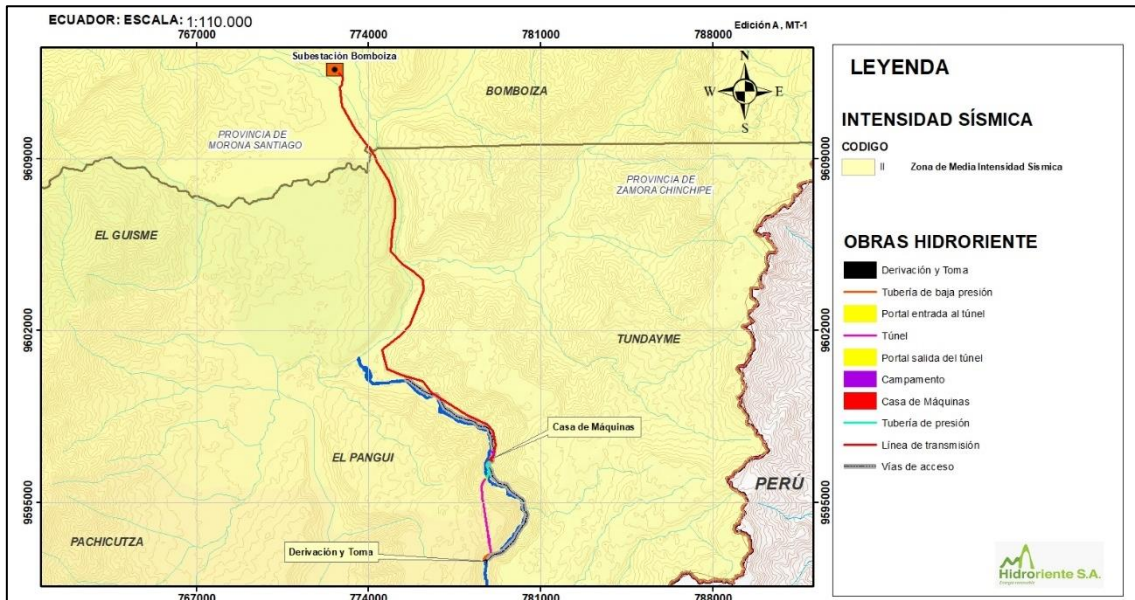 ECUADOR: ESCALA: 1:110.000
Edición A, MT-1
767000
774000
781000
788000
Subestación Bomboiza
BOMBOIZA
N
W
E
S
PROVINCIA DE
MORONA SANTIAGO
9609000
9609000
PROVINCIA DE
ZAMORA CHINCHIPE
EL GUISME
9602000
9602000
TUNDAYME
Casa de Máquinas
EL PANGUI
PERÚ
9595000
9595000
PACHICUTZA
Derivación y Toma
767000
774000
781000
788000
LEYENDA
INTENSIDAD SÍSMICA
CODIGO
II Zona de Media Intensidad Sismica
OBRAS HIDRORIENTE
Derivación y Toma
Tubería de baja presión
Portal entrada al túnel
Túnel
Portal salida del túnel
Campamento
Casa de Máquinas
Tubería de presión
Línea de transmisión
Vías de acceso
Hidroriente S.A.